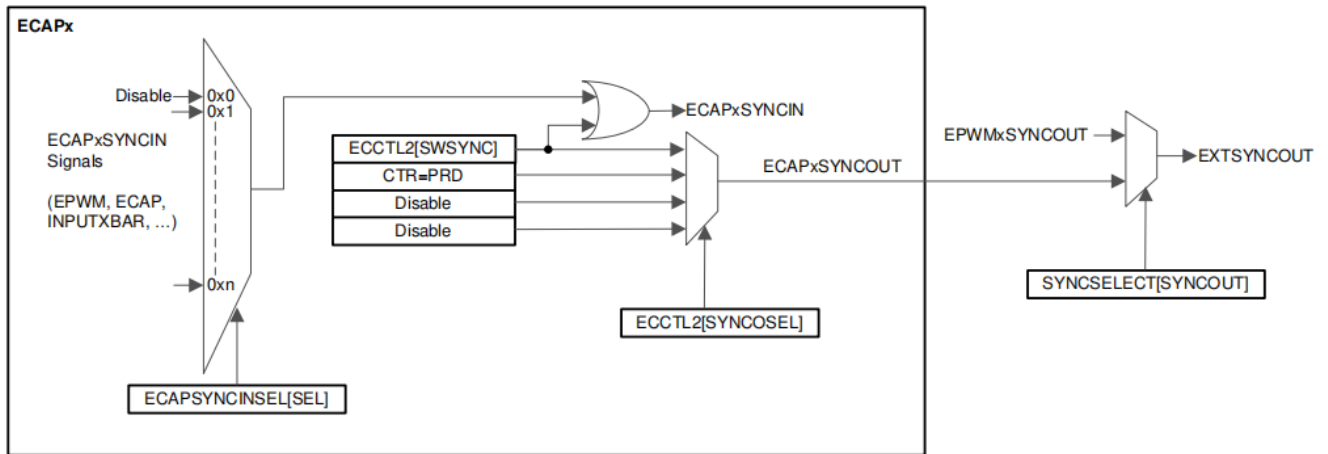 ECAPx
Disable
0x0
0x1
ECAPxSYNCIN
Signals
(EPWM, ECAP,
INPUTXBAR, ...)
0xn
ECAPSYNCINSEL[SEL]
ECAPxSYNCIN
ECCTL2[SWSYNC]
CTR=PRD
Disable
Disable
ECAPxSYNCOUT
ECCTL2[SYNCOSEL]
EPWMxSYNCOUT
EXTSYNCOUT
SYNCSELECT[SYNCOUT]